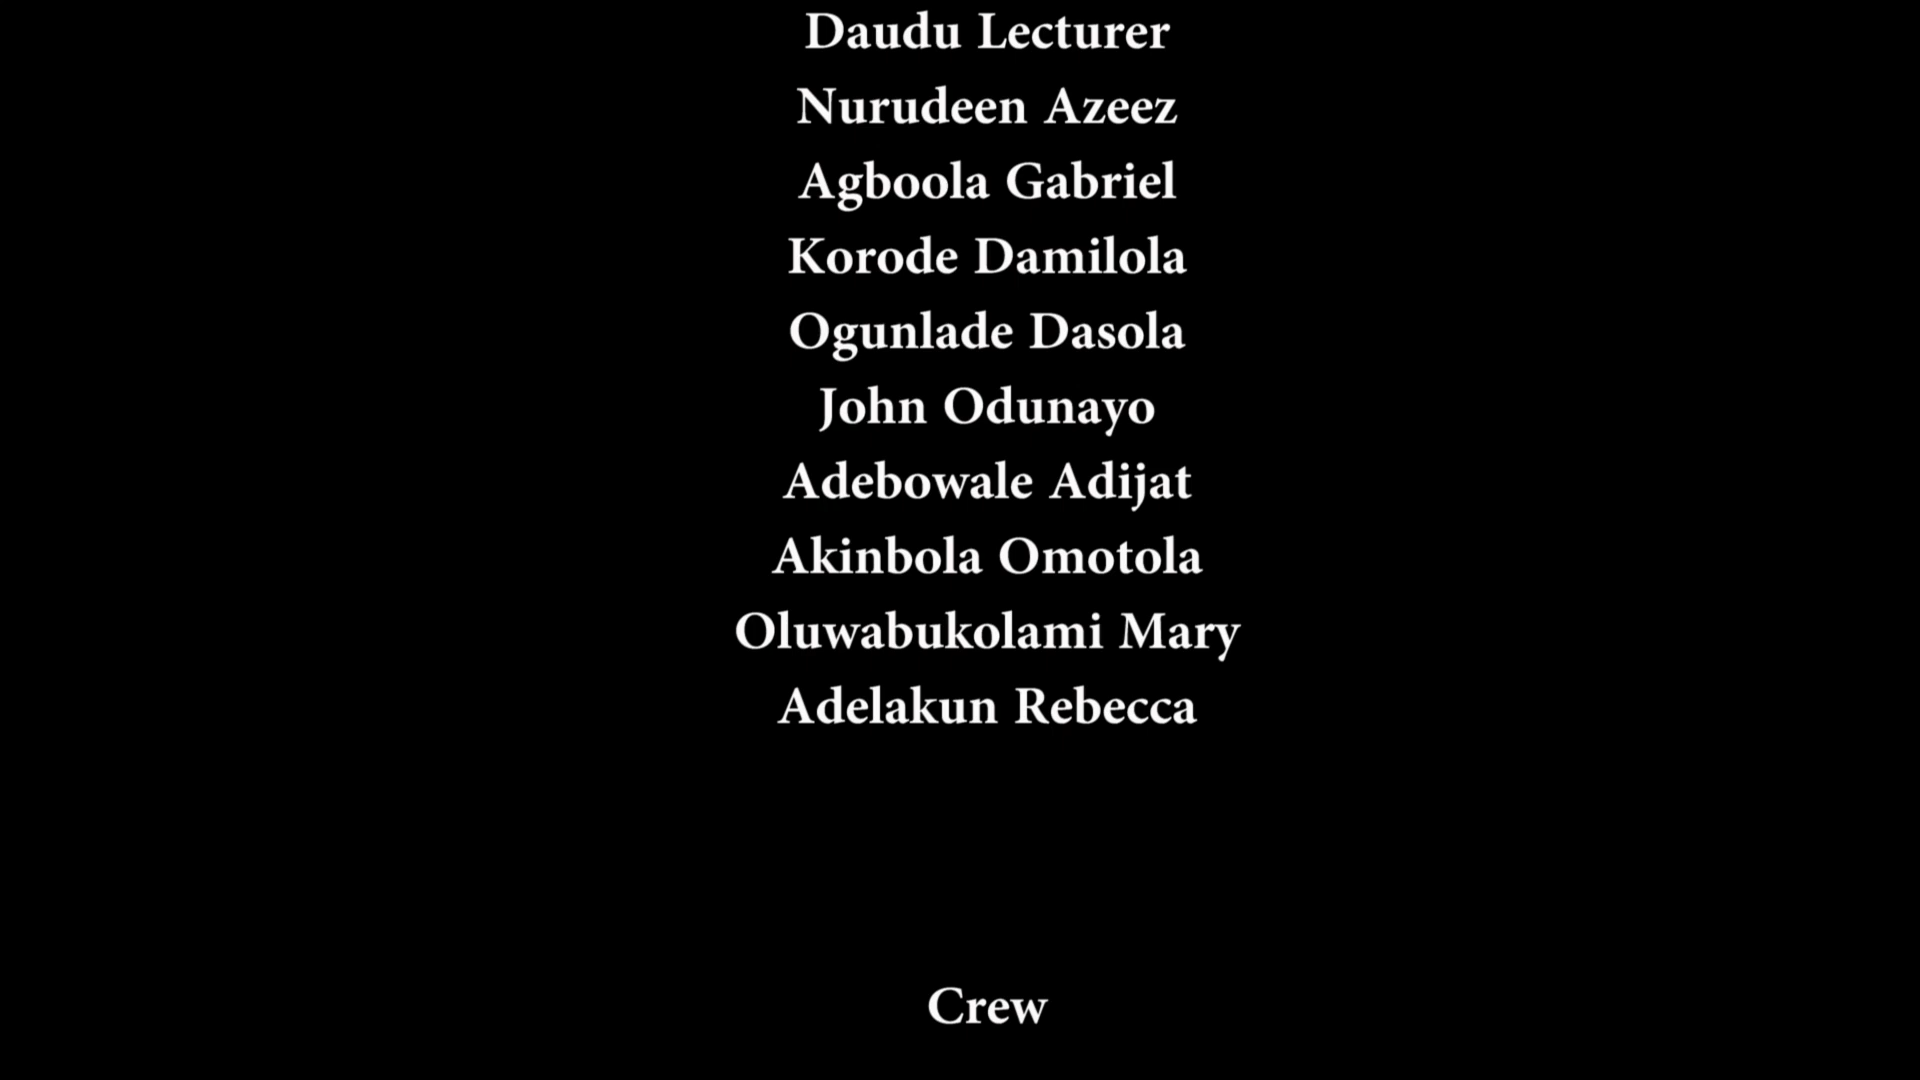 Daudu Lecturer
Nurudeen Azeez
Agboola Gabriel
Korode Damilola
Ogunlade Dasola
John Odunayo
Adebowale Adijat
Akinbola Omotola
Oluwabukolami Mary
Adelakun Rebecca
Crew